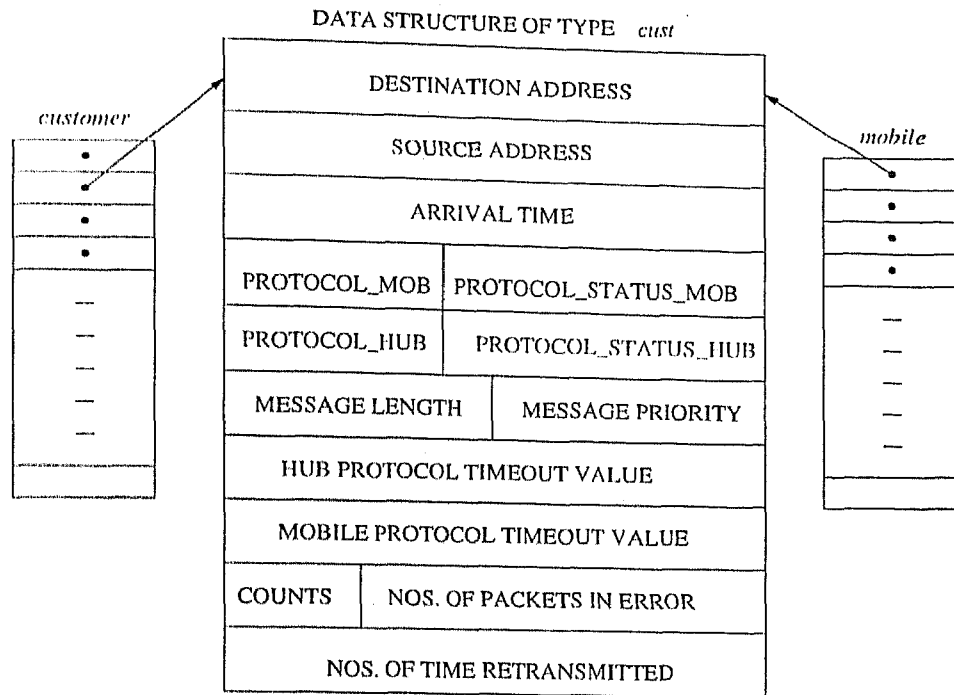 DATA STRUCTURE OF TYPE cust
customer
mobile
DESTINATION ADDRESS
SOURCE ADDRESS
ARRIVAL TIME
PROTOCOL_MOB PROTOCOL_STATUS_MOB
PROTOCOL_HUB PROTOCOL_STATUS_HUB
MESSAGE LENGTH MESSAGE PRIORITY
HUB PROTOCOL TIMEOUT VALUE
MOBILE PROTOCOL TIMEOUT VALUE
COUNTS NOS. OF PACKETS IN ERROR
NOS. OF TIME RETRANSMITTED